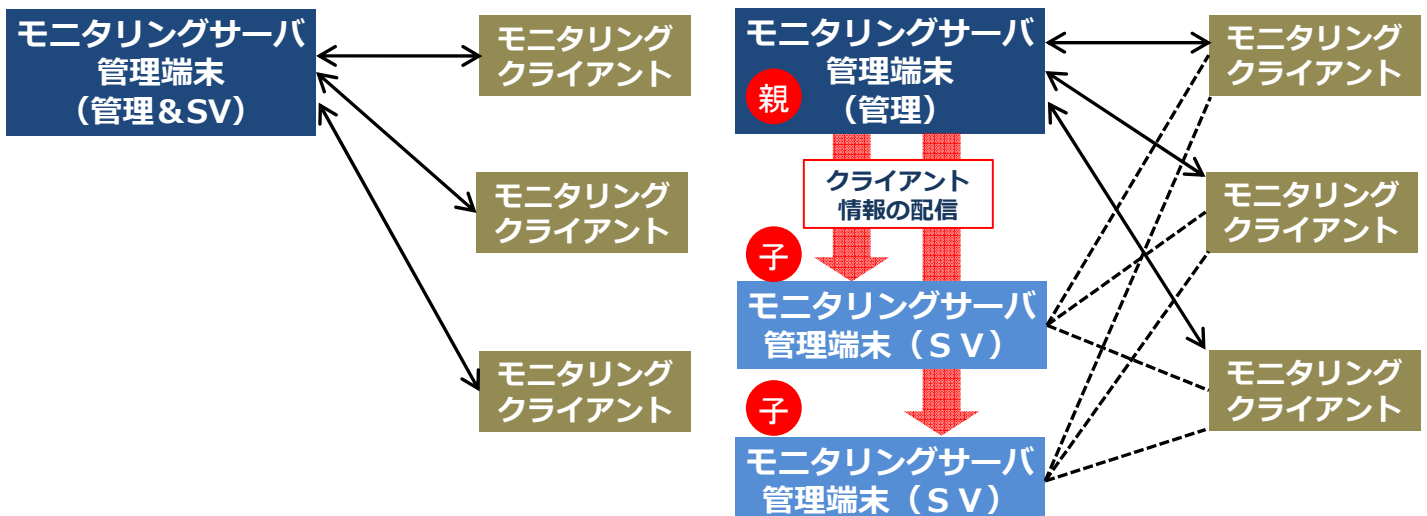 モニタリングサーバ
管理端末
（管理＆SV）
モニタリング
クライアント
モニタリング
クライアント
モニタリング
クライアント
モニタリングサーバ
管理端末
（管理）
親
クライアント
情報の配信
子
モニタリングサーバ
管理端末（ＳＶ）
子
モニタリングサーバ
管理端末（ＳＶ）
モニタリング
クライアント
モニタリング
クライアント
モニタリング
クライアント